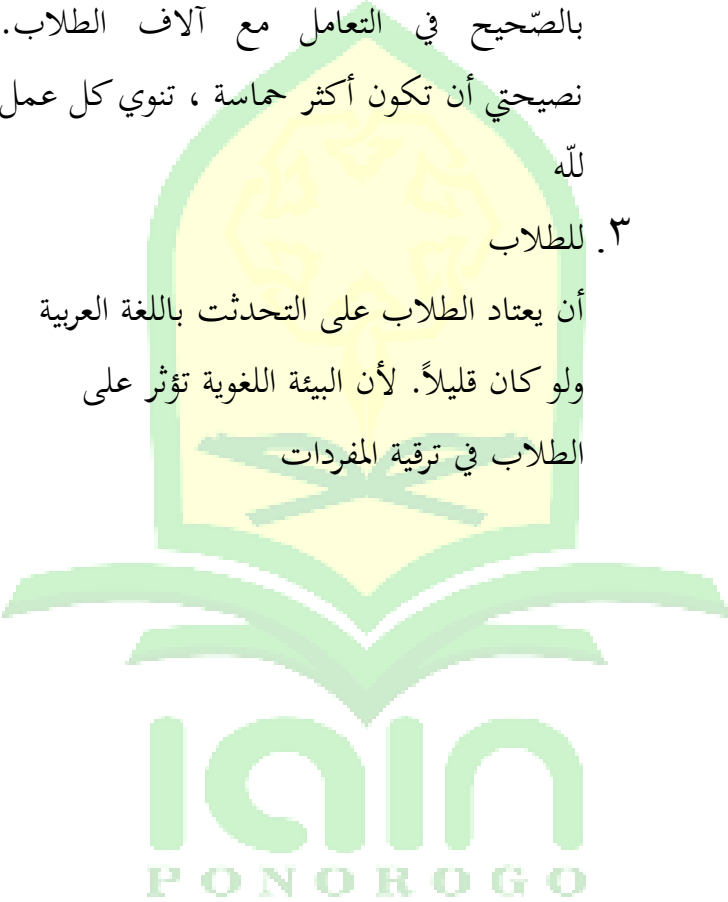 بالصّحيح في التعامل مع آلاف الطلاب.
نصيحتي أن تكون أكثر حماسة ، تنوي كل عمل
للّه
٣. للطلاب
أن يعتاد الطلاب على التحدثت باللغة العربية
ولو كان قليلاً. لأن البيئة اللغوية تؤثر على
الطلاب في ترقية المفردات
iain
PONOROGO